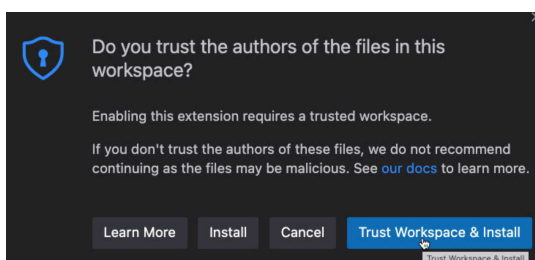 Do you trust the authors of the files in this
workspace?
Enabling this extension requires a trusted workspace.
If you don't trust the authors of these files, we do not recommend
continuing as the files may be malicious. See our docs to learn more.
Learn More Install Cancel Trust Workspace & Install
Trust Workspace & Install